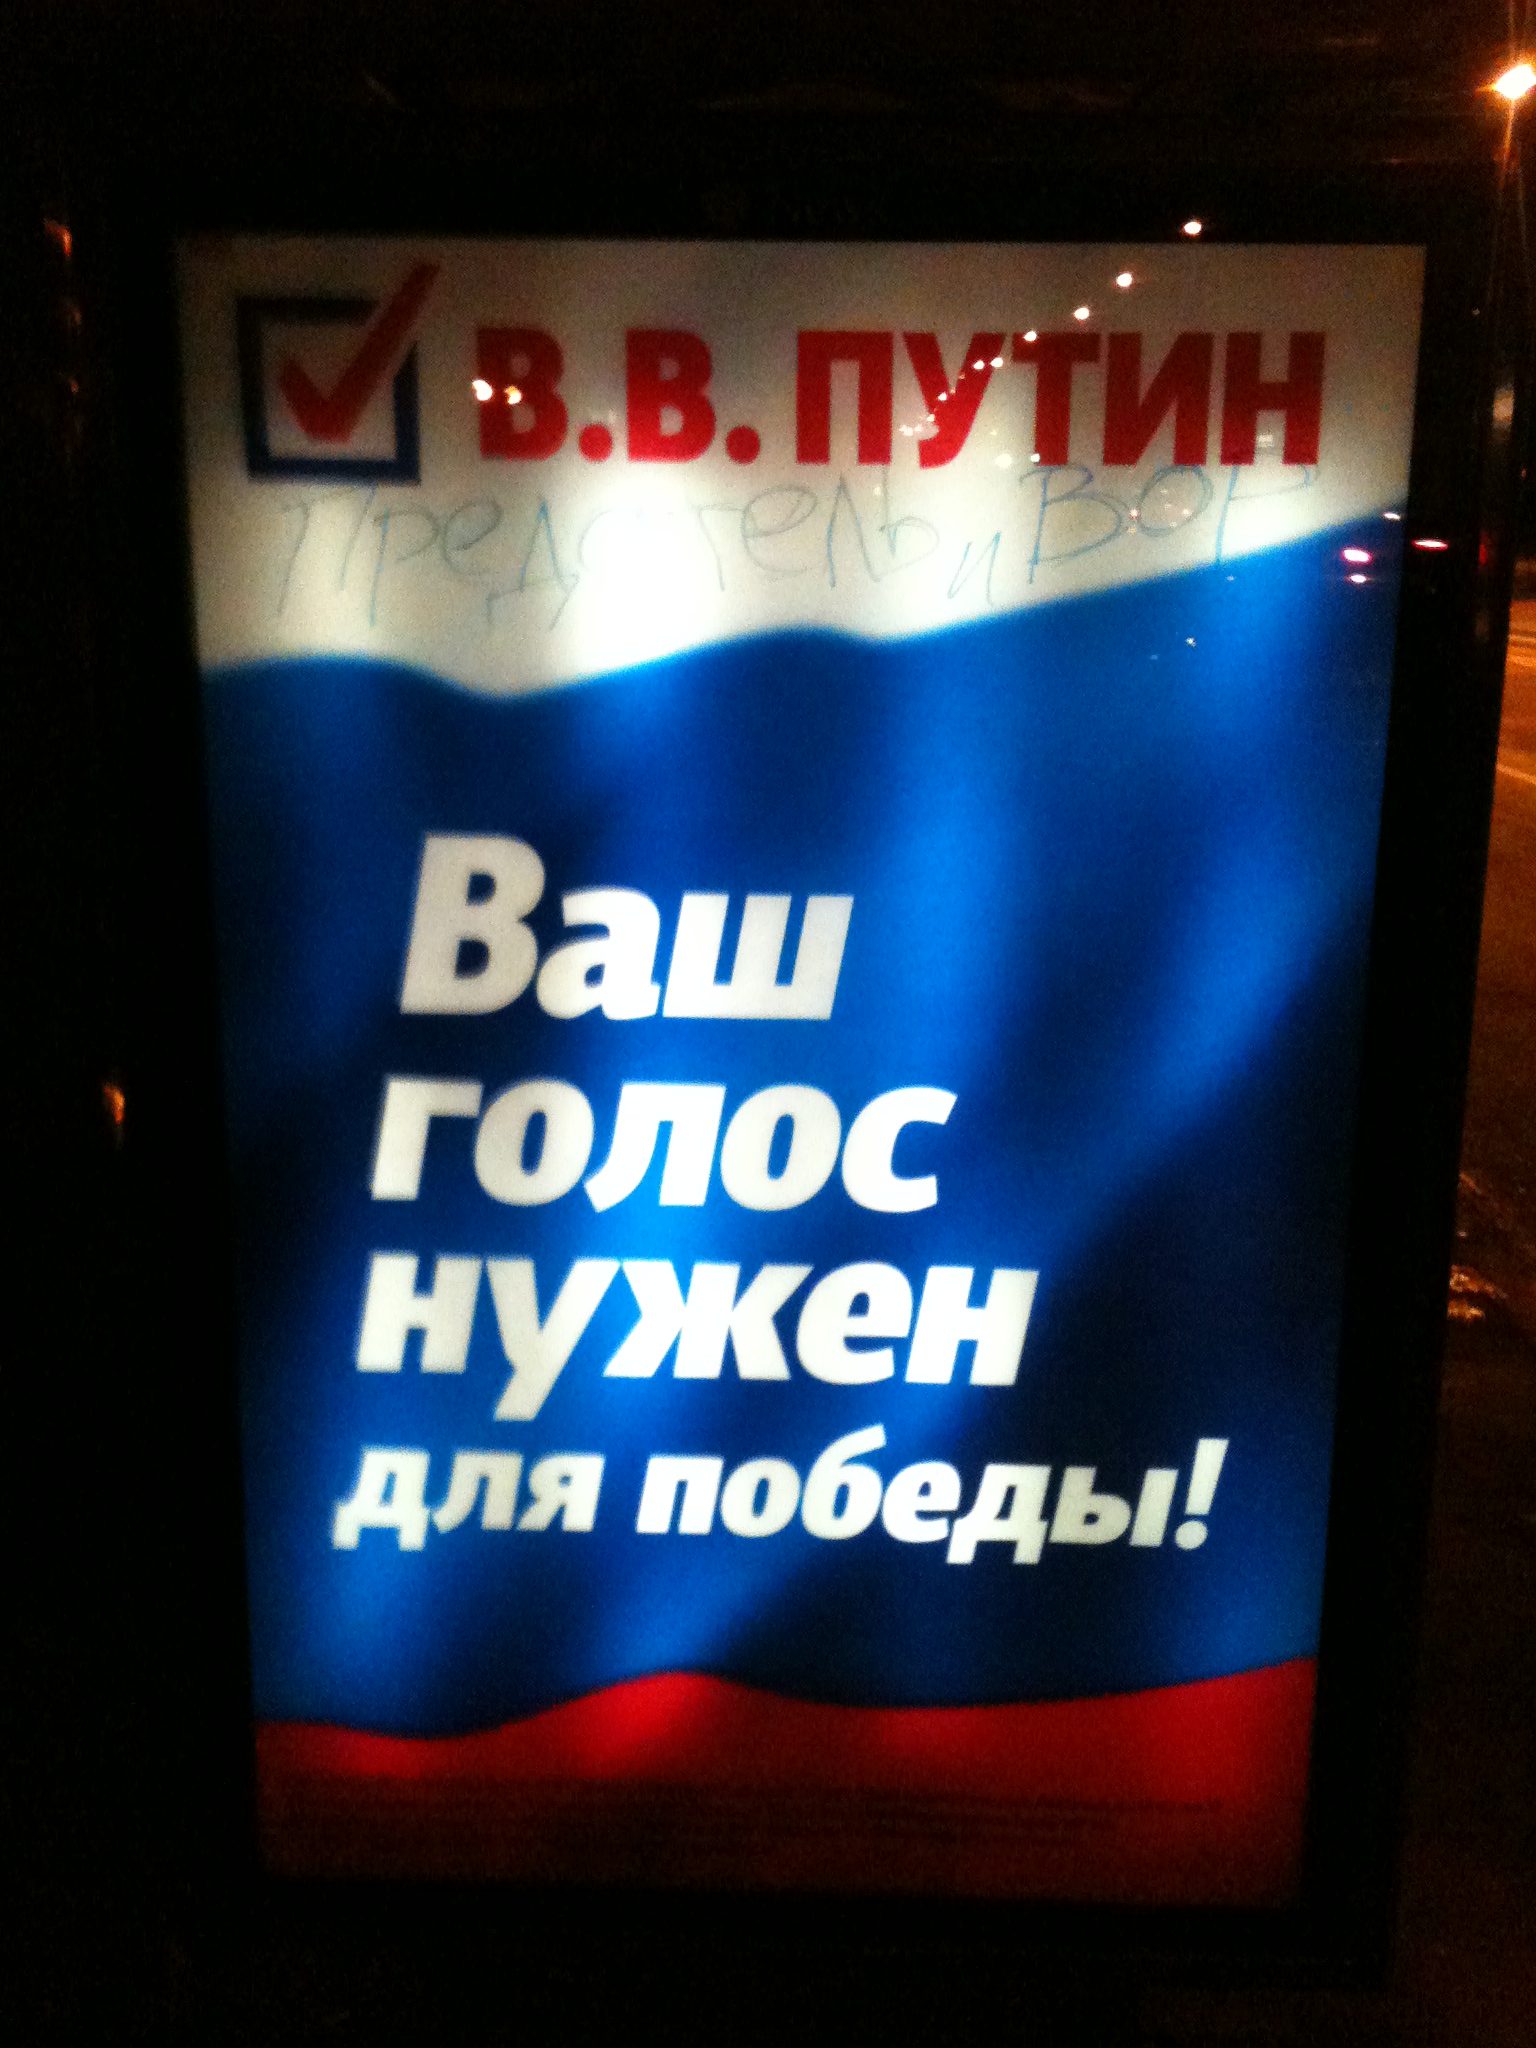 В.В. ПУТИН
Предатель и ВОР
Ваш
голос
нужен
для победы!